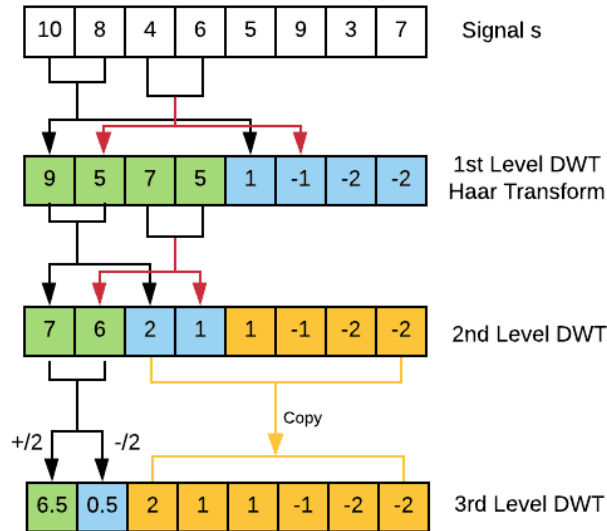 10 8 4 6 5 9 3 7 Signal s
9 5 7 5 1 -1 -2 -2 1st Level DWT
Haar Transform
7 6 2 1 1 -1 -2 -2 2nd Level DWT
Copy
+/2 -/2
6.5 0.5 2 1 1 -1 -2 -2 3rd Level DWT